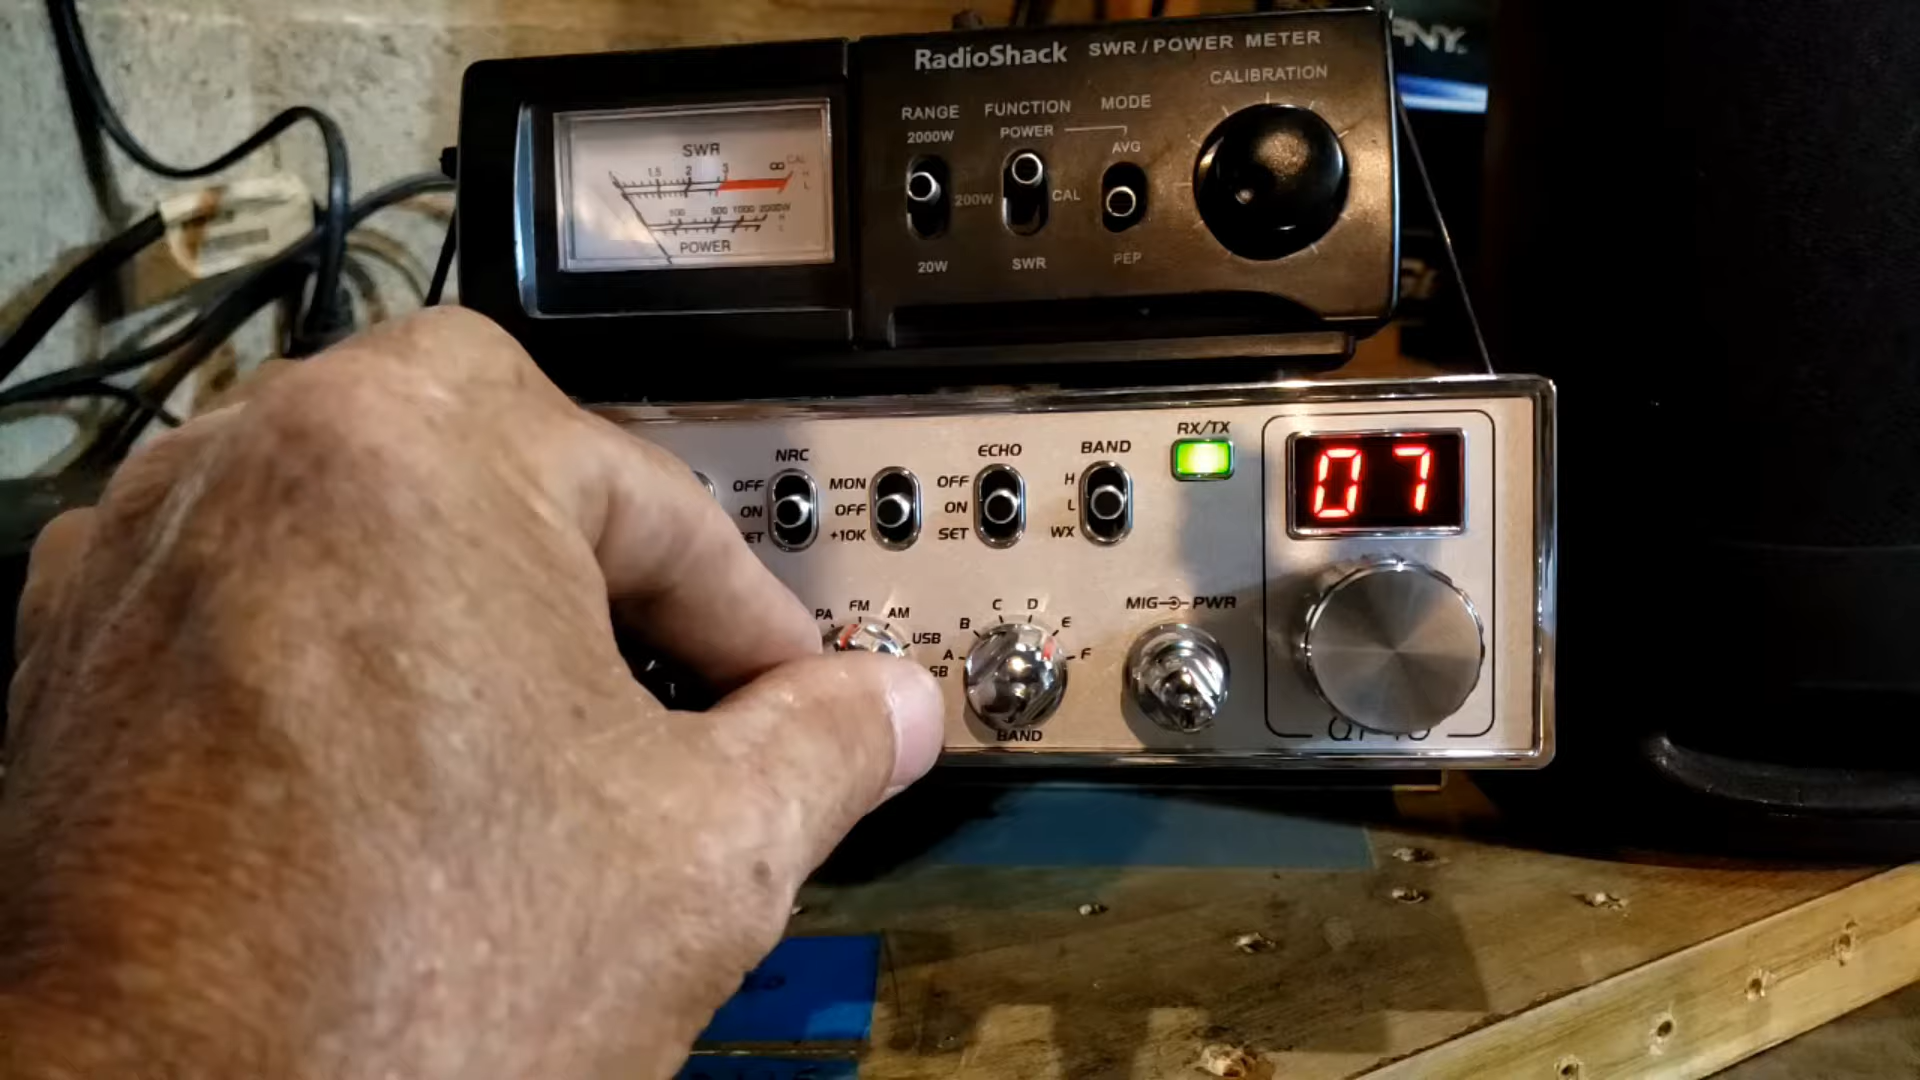 RadioShack SWR/POWER METER
PNY
CALIBRATION
RANGE FUNCTION MODE
2000W POWER
AVG
200W CAL
20W SWR PEP
SWR
1.5 2 3 ∞ CAL
H
L
100 500 1000 2000W
H
L
POWER
RX/TX
NRC ECHO BAND
OFF MON OFF H
ON OFF ON L
+10K SET WX
07
PA FM AM
USB
A B C D E F
BAND
MIG PWR